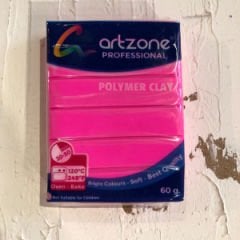 artzone
PROFESSIONAL
POLYMER CLAY
120°C
248°F
Oven - Bake
Bright Colours - Soft - Best Quality
60 g.
Not Suitable for Children